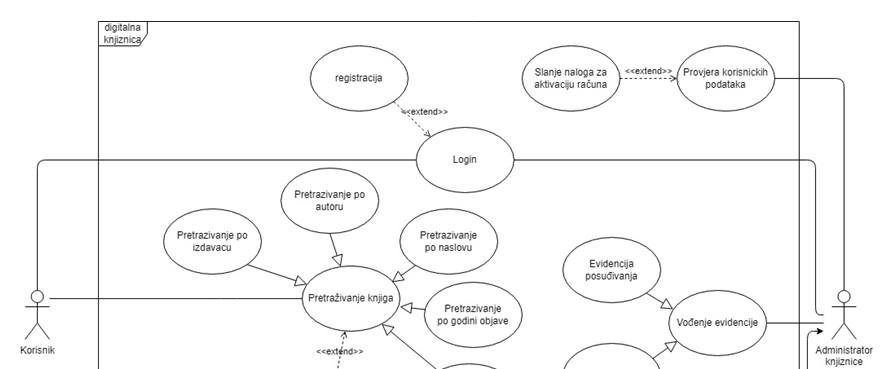 digitalna
knjiznica
registracija
<<extend>>
Slanje naloga za
aktivaciju računa
<<extend>>
Provjera korisnickih
podataka
Login
Pretrazivanje po
autoru
Pretrazivanje po
izdavacu
Pretrazivanje
po naslovu
Pretraživanje knjiga
Pretrazivanje
po godini objave
<<extend>>
Evidencija
posuđivanja
Vođenje evidencije
Korisnik
Administrator
knjiznice